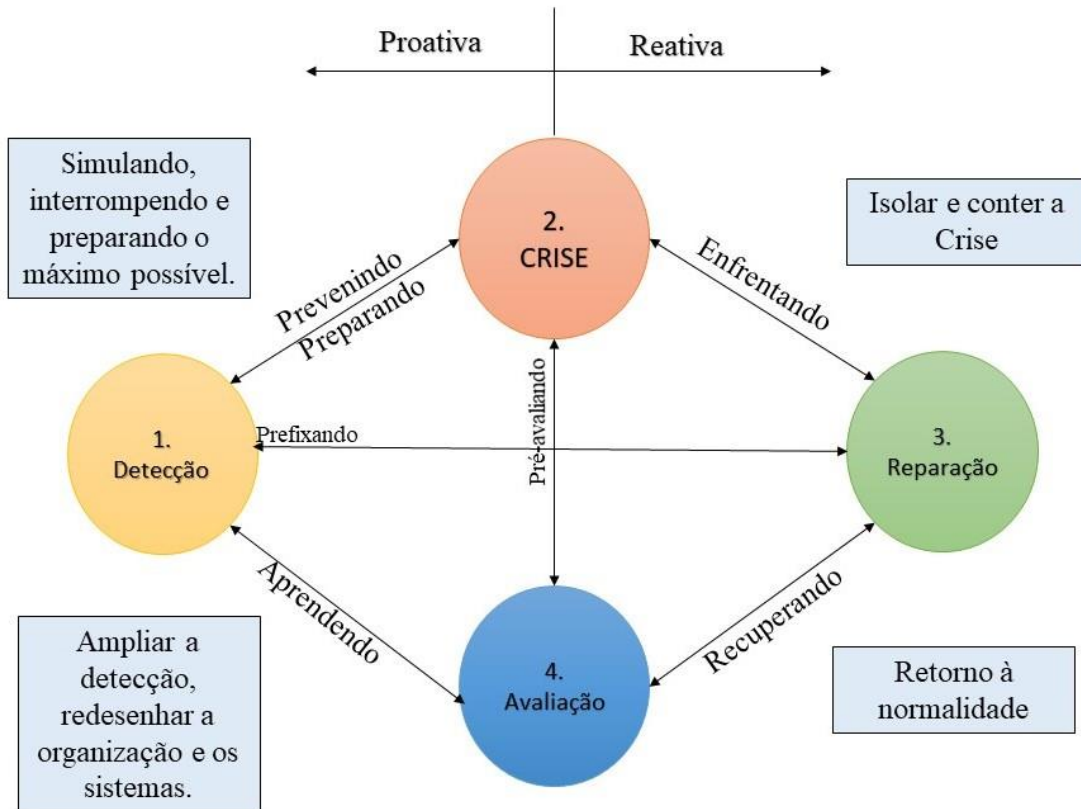 Proativa
Reativa
Simulando,
interrompendo e
preparando o
máximo possível.
2.
CRISE
Isolar e conter a
Crise
Prevenindo
Preparando
Enfrentando
1.
Detecção
Prefixando
Pré-avaliando
3.
Reparação
Aprendendo
Recuperando
4.
Avaliação
Ampliar a
detecção,
redesenhar a
organização e os
sistemas.
Retorno à
normalidade